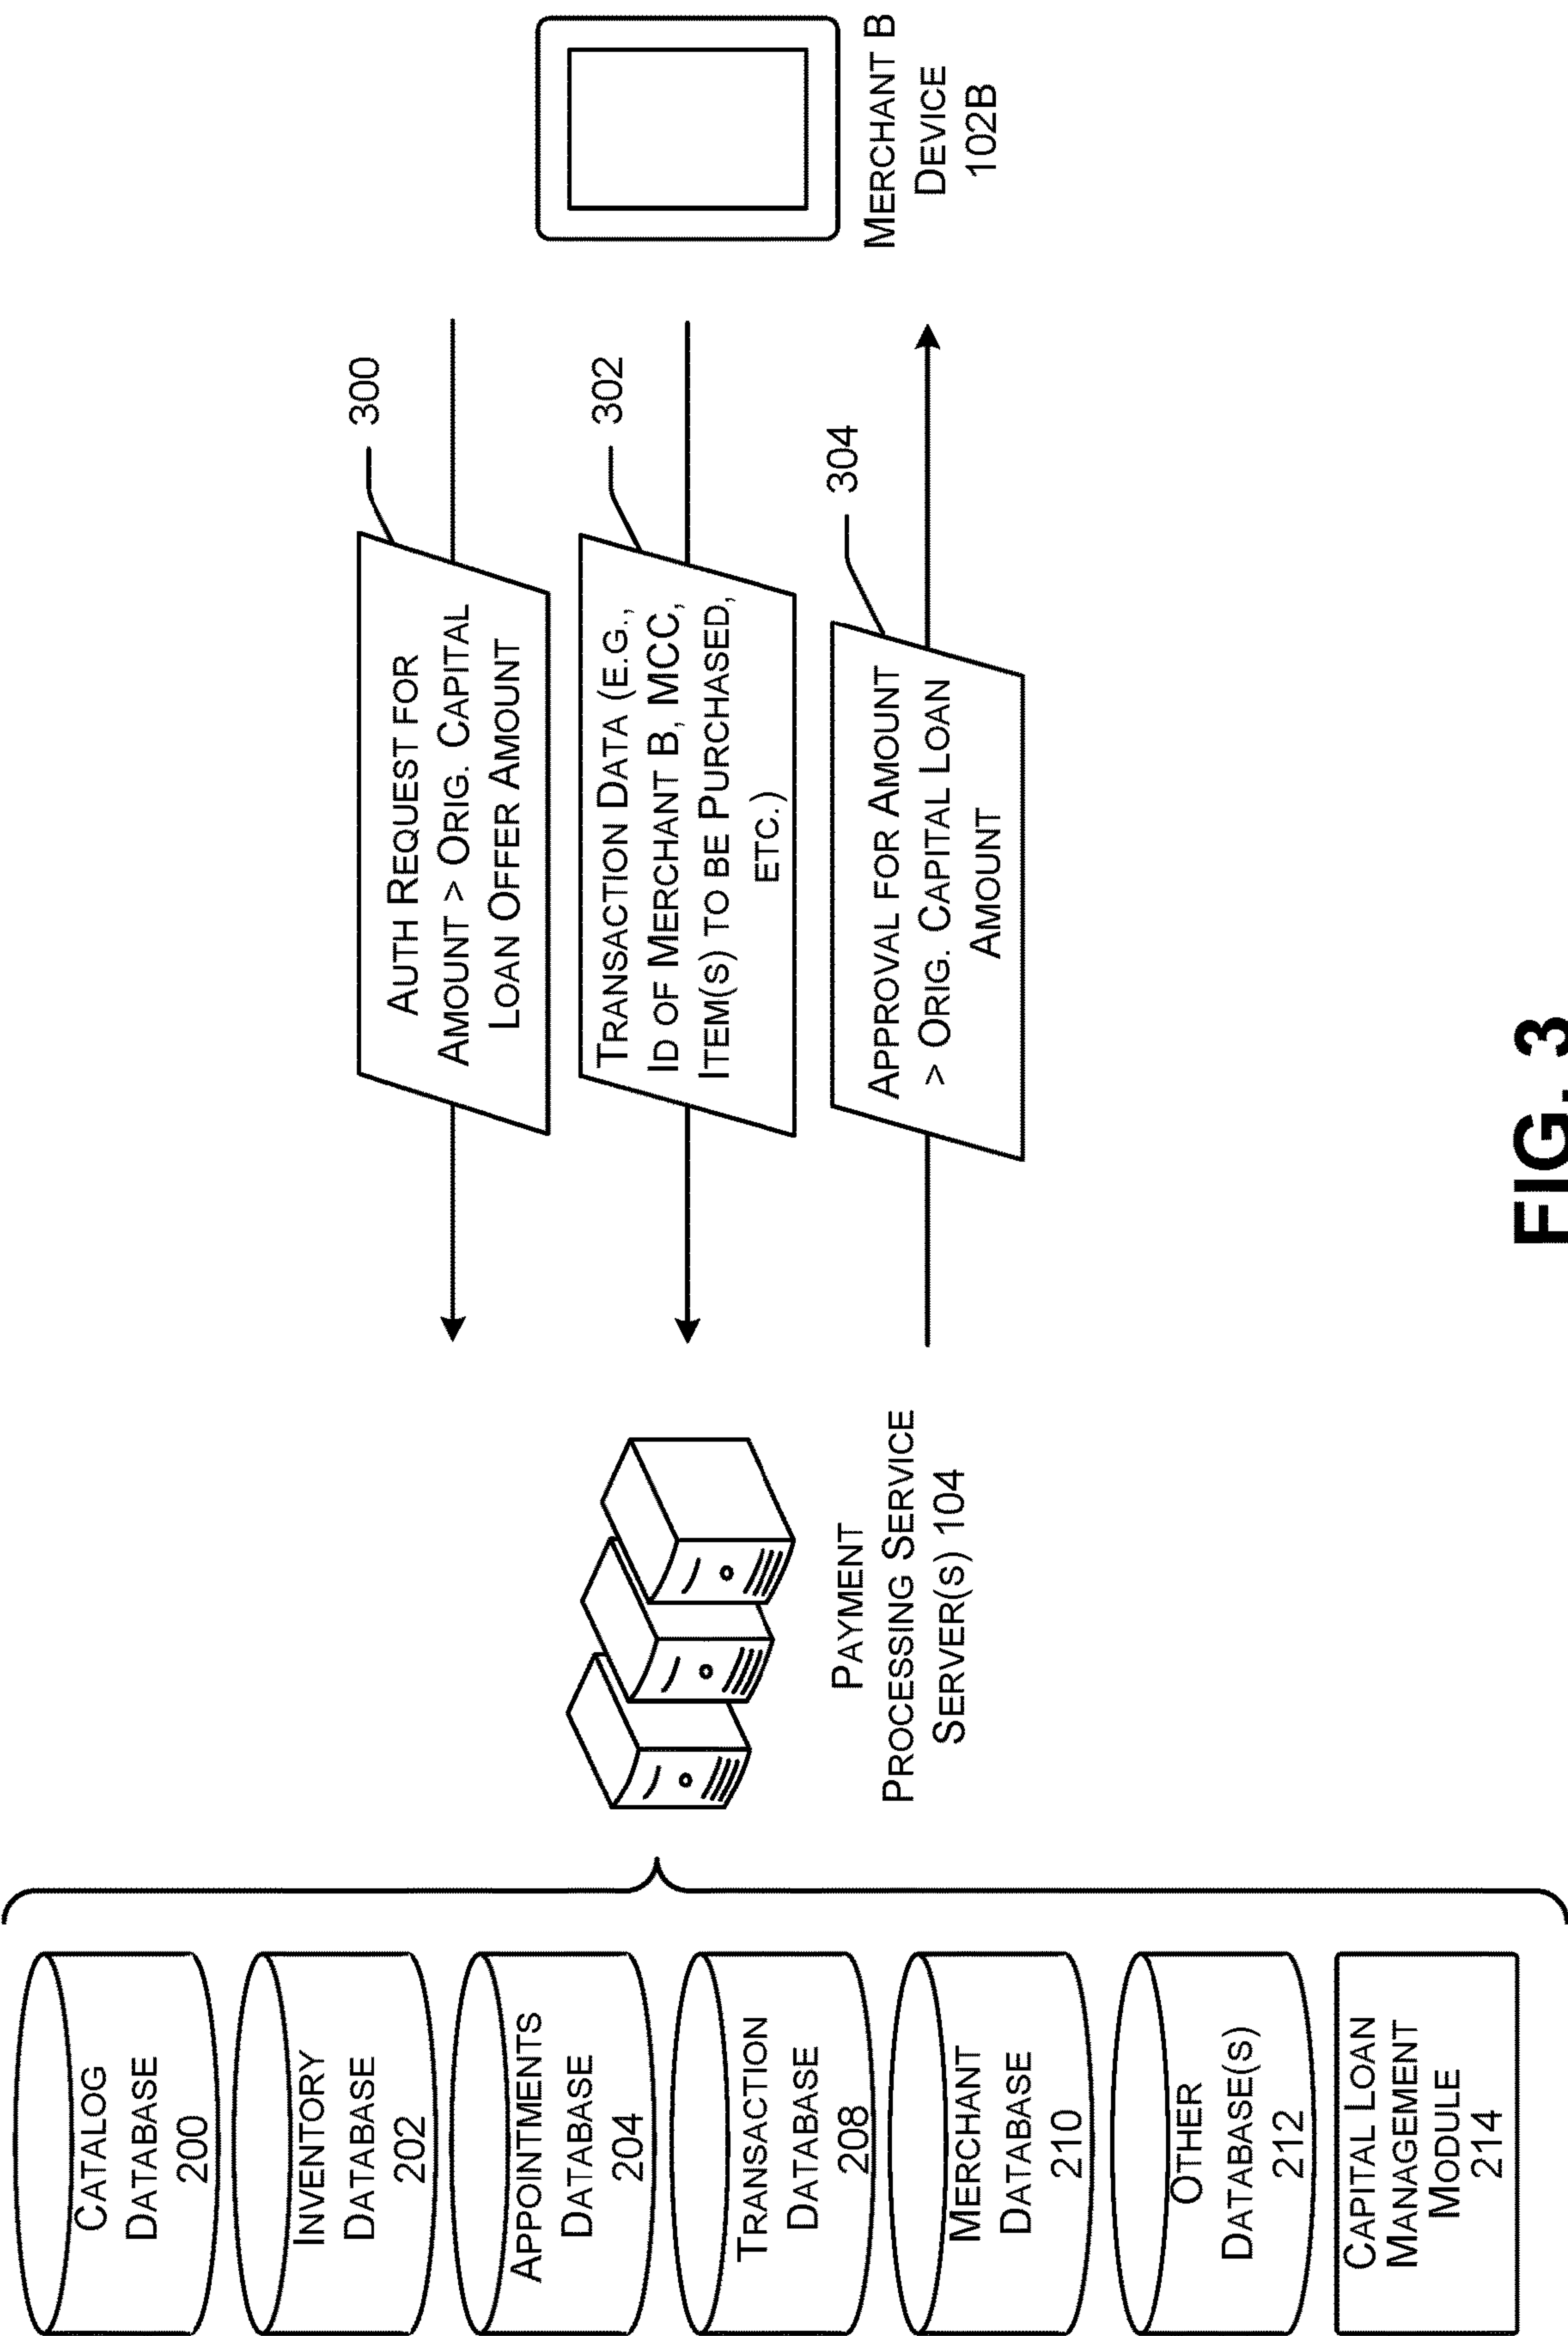 CATALOG
DATABASE
200
INVENTORY
DATABASE
202
APPOINTMENTS
DATABASE
204
TRANSACTION
DATABASE
208
MERCHANT
DATABASE
210
OTHER
DATABASE(S)
212
CAPITAL LOAN
MANAGEMENT
MODULE
214
PAYMENT
PROCESSING SERVICE
SERVER(S) 104
300
AUTH REQUEST FOR
AMOUNT > ORIG. CAPITAL
LOAN OFFER AMOUNT
302
TRANSACTION DATA (E.G.,
ID OF MERCHANT B, MCC,
ITEM(S) TO BE PURCHASED,
ETC.)
304
APPROVAL FOR AMOUNT
> ORIG. CAPITAL LOAN
AMOUNT
MERCHANT B
DEVICE
102B
FIG. 3